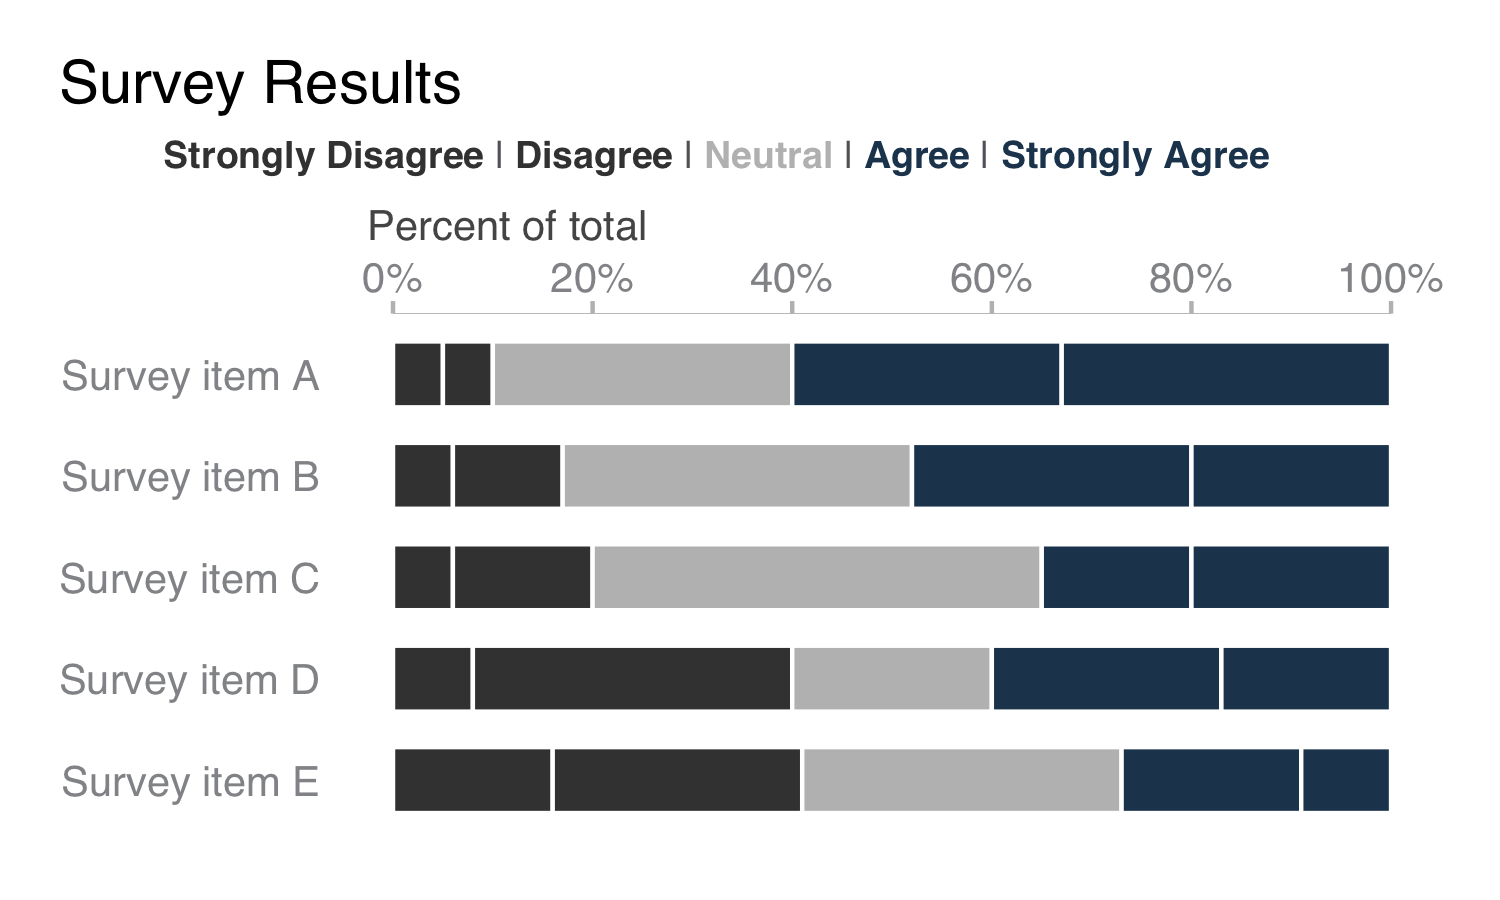 Survey Results
Strongly Disagree | Disagree | Neutral | Agree | Strongly Agree
Percent of total
0% 20% 40% 60% 80% 100%
Survey item A
Survey item B
Survey item C
Survey item D
Survey item E